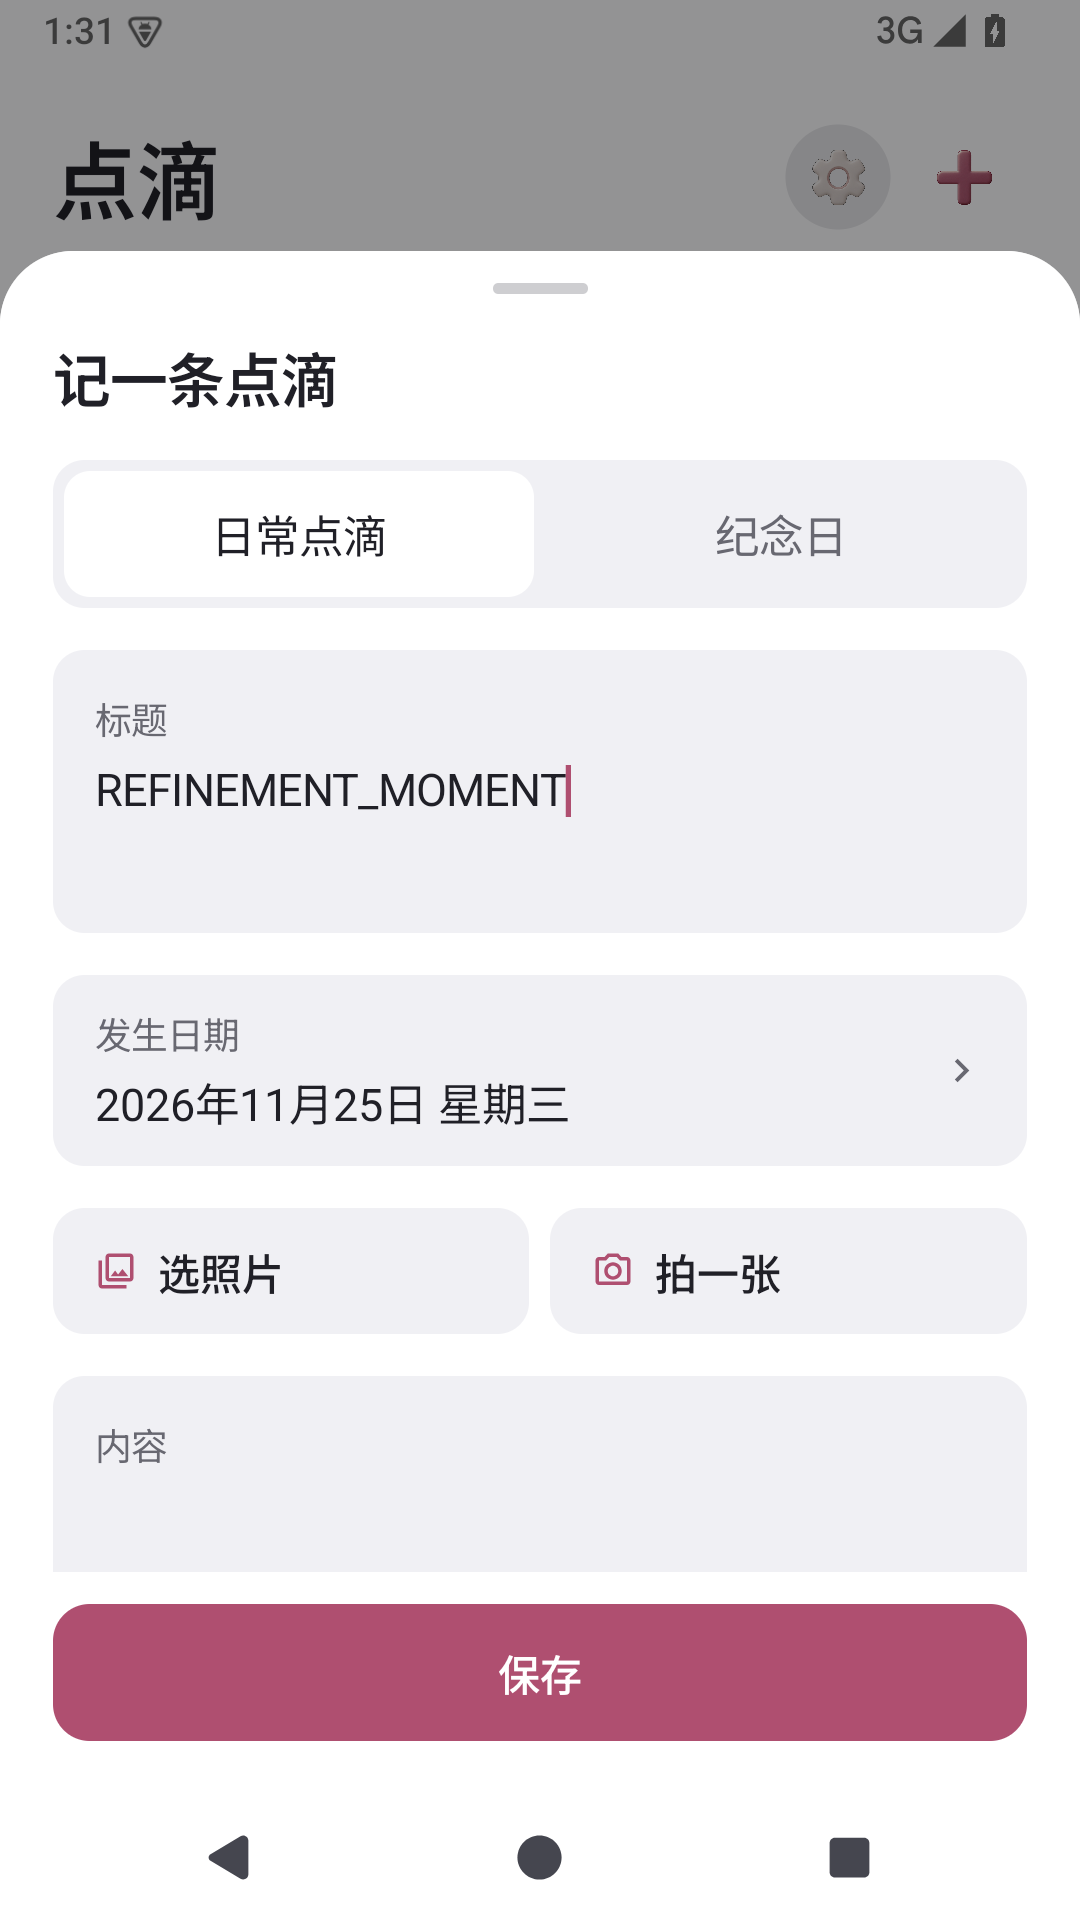 1:31
3G
点滴
记一条点滴
日常点滴
纪念日
标题
REFINEMENT_MOMENT
发生日期
2026年11月25日 星期三
选照片
拍一张
内容
保存